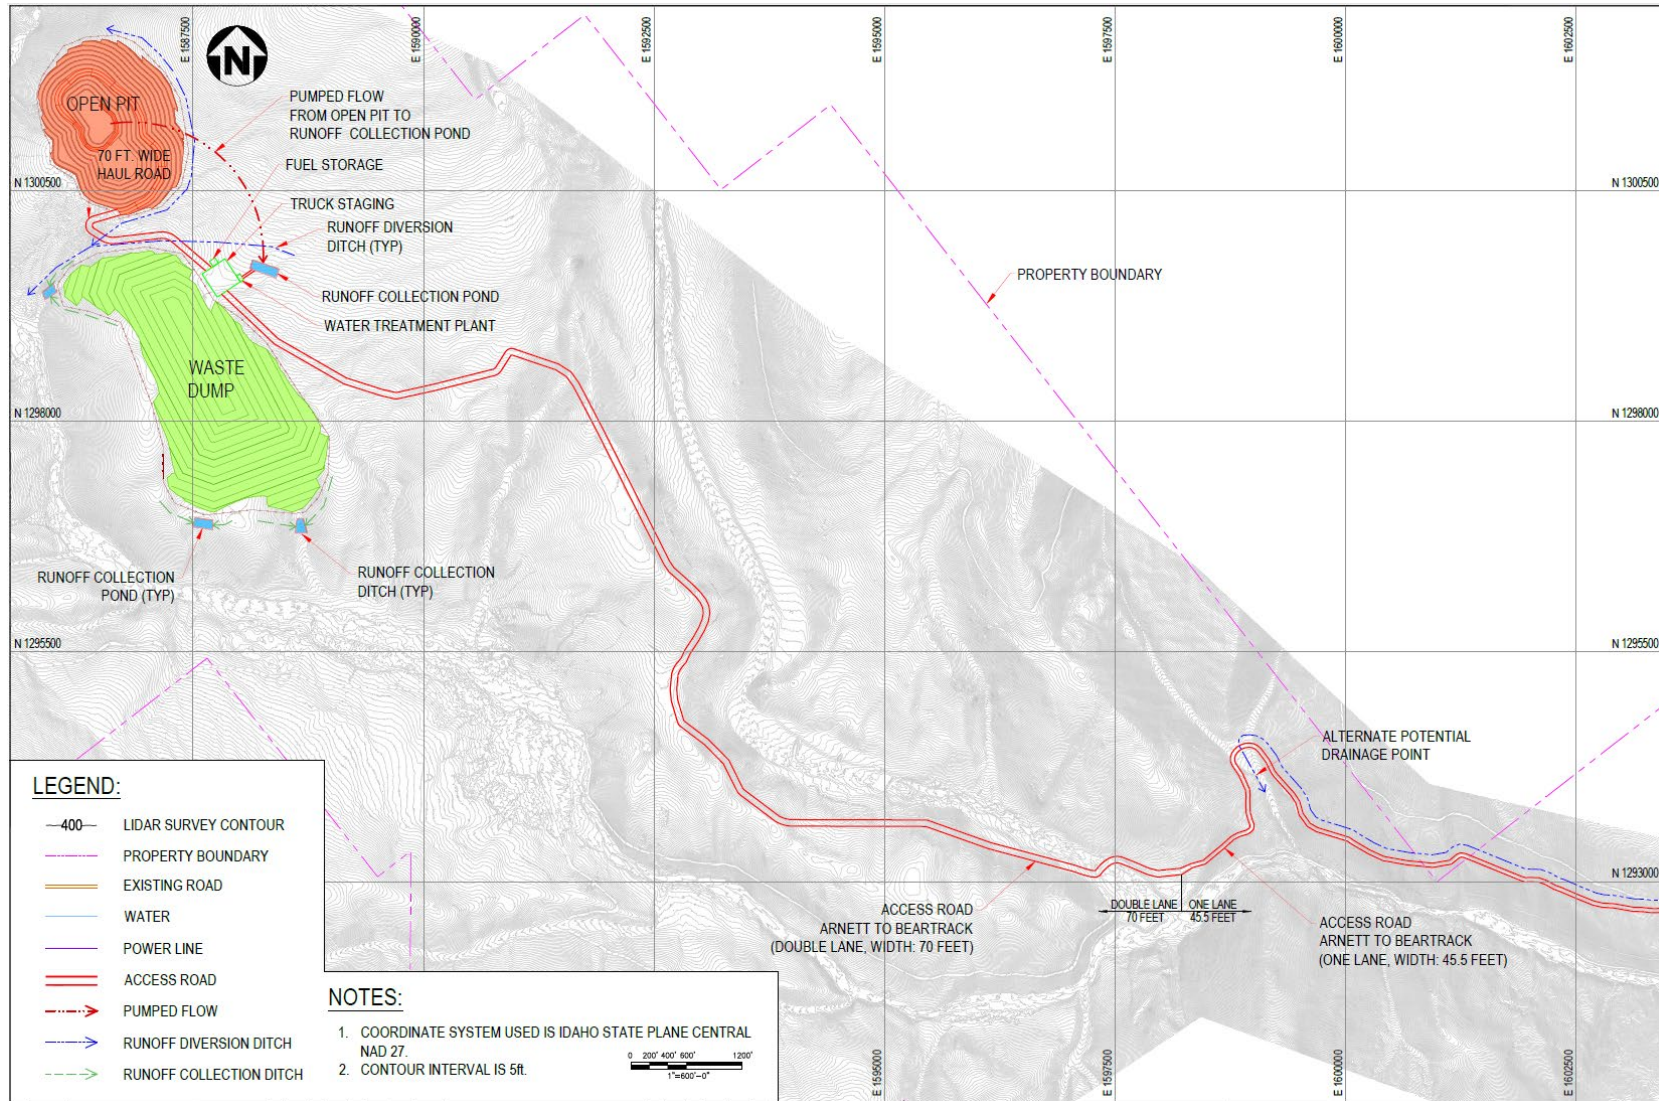 E 1587500
E 1590000
E 1592500
E 1595000
E 1597500
E 1600000
E 1602500
N
OPEN PIT
70 FT. WIDE
HAUL ROAD
PUMPED FLOW
FROM OPEN PIT TO
RUNOFF COLLECTION POND
FUEL STORAGE
TRUCK STAGING
RUNOFF DIVERSION
DITCH (TYP)
RUNOFF COLLECTION POND
WATER TREATMENT PLANT
N 1300500
N 1300500
PROPERTY BOUNDARY
WASTE
DUMP
N 1298000
N 1298000
RUNOFF COLLECTION
POND (TYP)
RUNOFF COLLECTION
DITCH (TYP)
N 1295500
N 1295500
ALTERNATE POTENTIAL
DRAINAGE POINT
N 1293000
DOUBLE LANE
70 FEET
ONE LANE
45.5 FEET
ACCESS ROAD
ARNETT TO BEARTRACK
(DOUBLE LANE, WIDTH: 70 FEET)
ACCESS ROAD
ARNETT TO BEARTRACK
(ONE LANE, WIDTH: 45.5 FEET)
LEGEND:
400 LIDAR SURVEY CONTOUR
PROPERTY BOUNDARY
EXISTING ROAD
WATER
POWER LINE
ACCESS ROAD
PUMPED FLOW
RUNOFF DIVERSION DITCH
RUNOFF COLLECTION DITCH
NOTES:
1. COORDINATE SYSTEM USED IS IDAHO STATE PLANE CENTRAL
NAD 27.
2. CONTOUR INTERVAL IS 5ft.
0 200' 400' 600' 1200'
1"=600'-0"
E 1595000
E 1597500
E 1600000
E 1602500